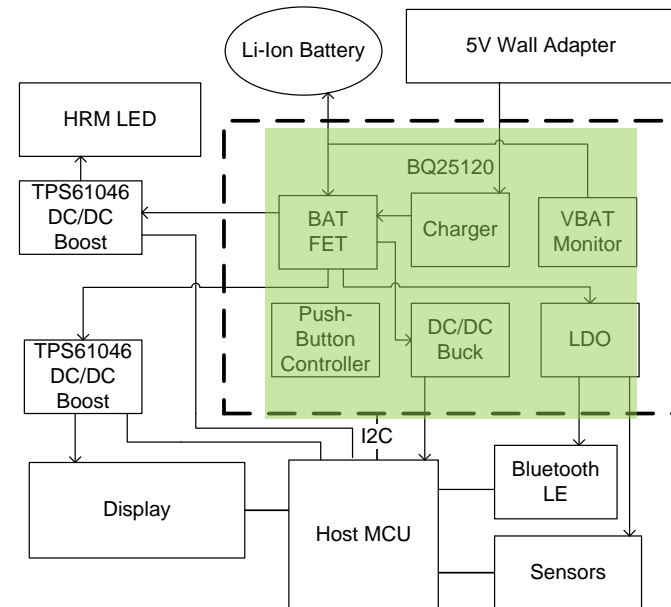 Li-Ion Battery
5V Wall Adapter
HRM LED
BQ25120
TPS61046
DC/DC
Boost
BAT
FET
Charger
VBAT
Monitor
Push-
Button
Controller
DC/DC
Buck
LDO
TPS61046
DC/DC
Boost
I2C
Display
Host MCU
Bluetooth
LE
Sensors